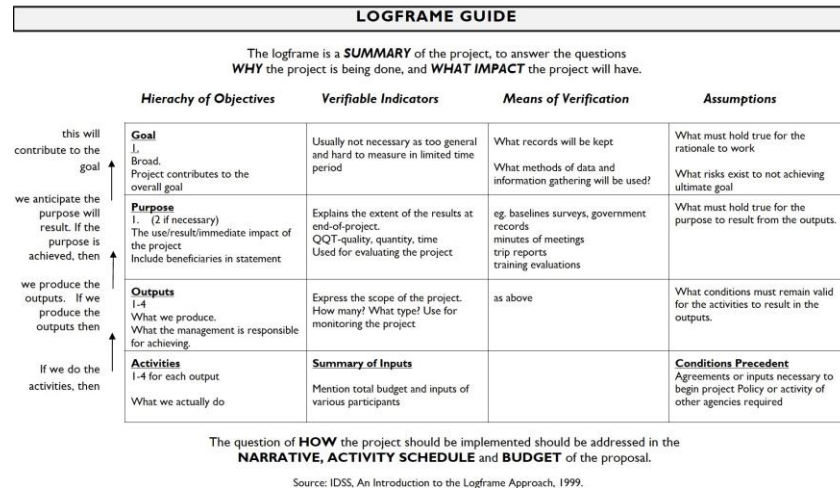 LOGFRAME GUIDE
The logframe is a SUMMARY of the project, to answer the questions
WHY the project is being done, and WHAT IMPACT the project will have.
Hierachy of Objectives
Verifiable Indicators
Means of Verification
Assumptions
this will
contribute to the
goal
Goal
1.
Broad.
Project contributes to the
overall goal
Usually not necessary as too general
and hard to measure in limited time
period
What records will be kept
What methods of data and
information gathering will be used?
What must hold true for the
rationale to work
What risks exist to not achieving
ultimate goal
we anticipate the
purpose will
result. If the
purpose is
achieved, then
Purpose
1. (2 if necessary)
The use/result/immediate impact of
the project
Include beneficiaries in statement
Explains the extent of the results at
end-of-project.
QQT-quality, quantity, time
Used for evaluating the project
eg. baselines surveys, government
records
minutes of meetings
trip reports
training evaluations
What must hold true for the
purpose to result from the outputs.
we produce the
outputs. If we
produce the
outputs then
Outputs
1-4
What we produce.
What the management is responsible
for achieving.
Express the scope of the project.
How many? What type? Use for
monitoring the project
as above
What conditions must remain valid
for the activities to result in the
outputs.
If we do the
activities, then
Activities
1-4 for each output
What we actually do
Summary of Inputs
Mention total budget and inputs of
various participants
Conditions Precedent
Agreements or inputs necessary to
begin project Policy or activity of
other agencies required
The question of HOW the project should be implemented should be addressed in the
NARRATIVE, ACTIVITY SCHEDULE and BUDGET of the proposal.
Source: IDSS, An Introduction to the Logframe Approach, 1999.